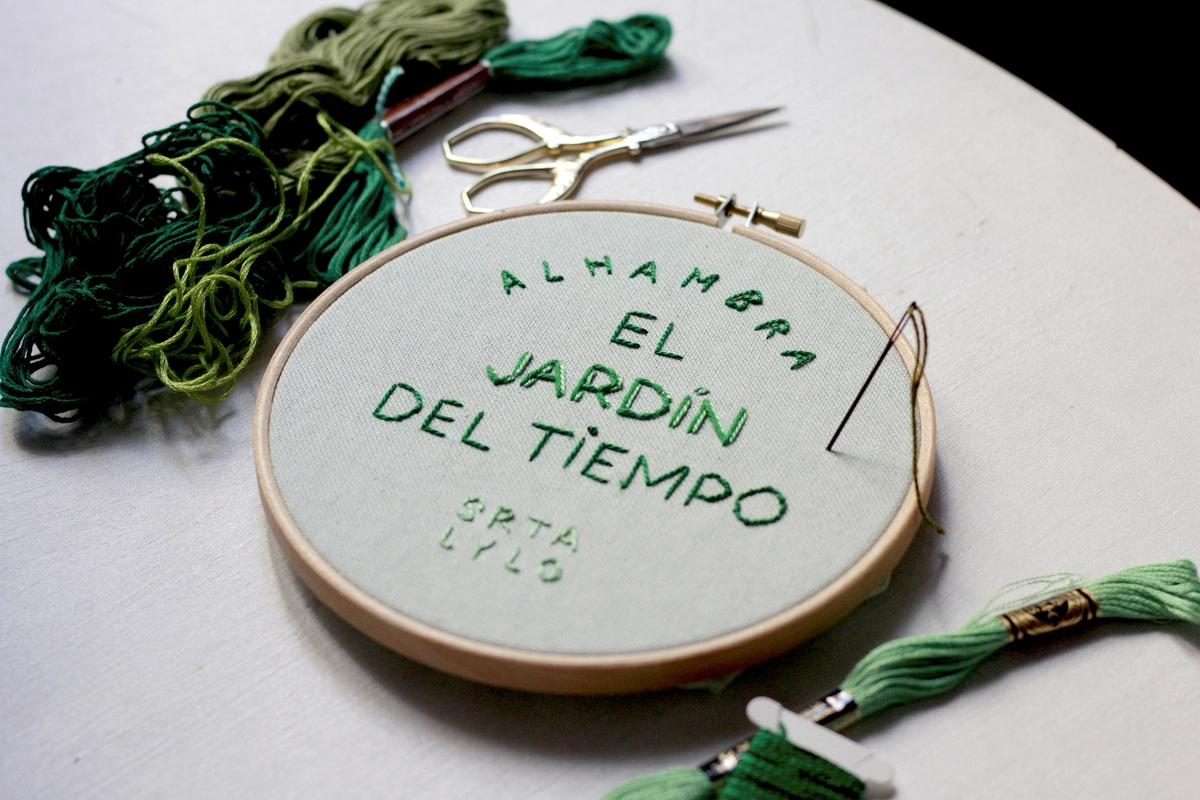 ALHAMBRA
EL
JARDÍN
DEL TIEMPO
SRTA
LYLO